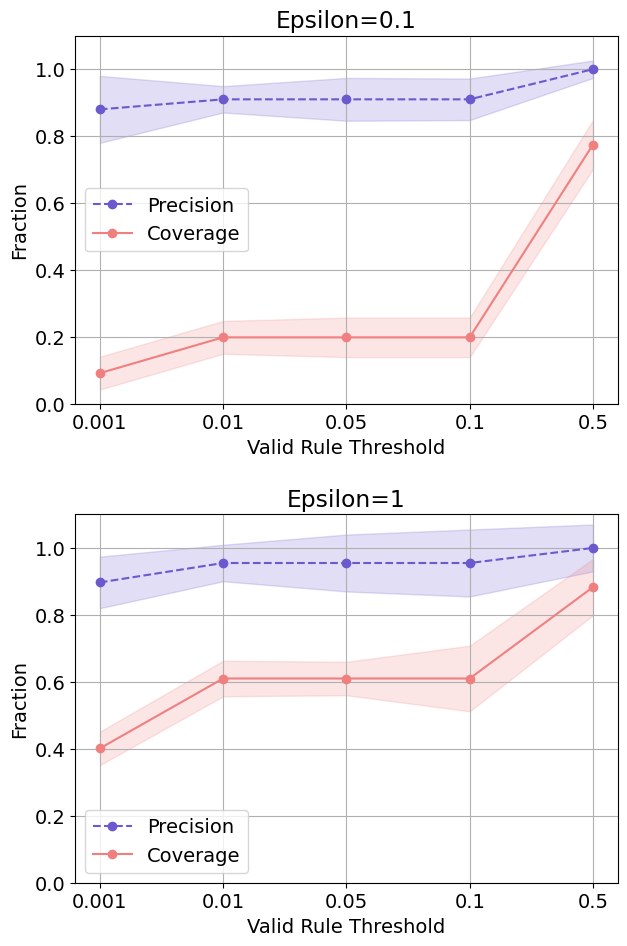 Epsilon=0.1
1.0
0.8
0.6
0.4
0.2
0.0
Fraction
Precision
Coverage
0.001 0.01 0.05 0.1 0.5
Valid Rule Threshold
Epsilon=1
1.0
0.8
0.6
0.4
0.2
0.0
Fraction
Precision
Coverage
0.001 0.01 0.05 0.1 0.5
Valid Rule Threshold